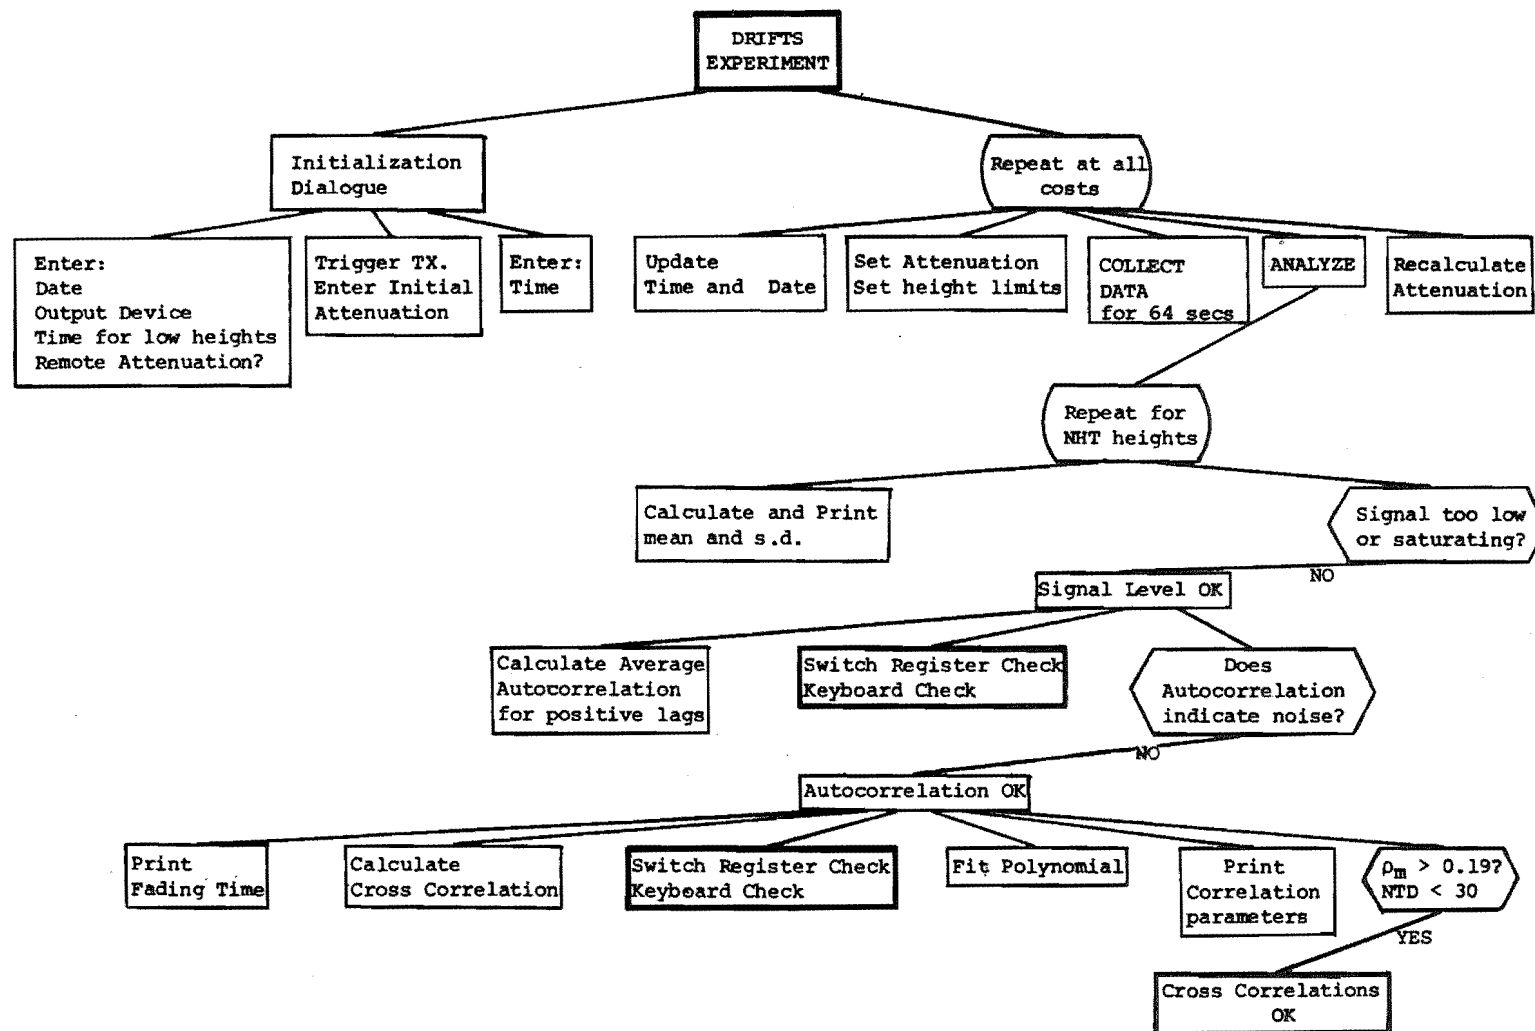 DRIFTS
EXPERIMENT
Initialization
Dialogue
Repeat at all
costs
Enter:
Date
Output Device
Time for low heights
Remote Attenuation?
Trigger TX.
Enter Initial
Attenuation
Enter:
Time
Update
Time and Date
Set Attenuation
Set height limits
COLLECT
DATA
for 64 secs
ANALYZE
Recalculate
Attenuation
Repeat for
NHT heights
Calculate and Print
mean and s.d.
Signal too low
or saturating?
NO
Signal Level OK
Calculate Average
Autocorrelation
for positive lags
Switch Register Check
Keyboard Check
Does
Autocorrelation
indicate noise?
NO
Autocorrelation OK
Print
Fading Time
Calculate
Cross Correlation
Switch Register Check
Keyboard Check
Fit Polynomial
Print
Correlation
parameters
ρm > 0.19?
NTD < 30
YES
Cross Correlations
OK